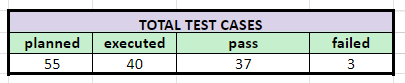 TOTAL TEST CASES
planned executed pass failed
55 40 37 3